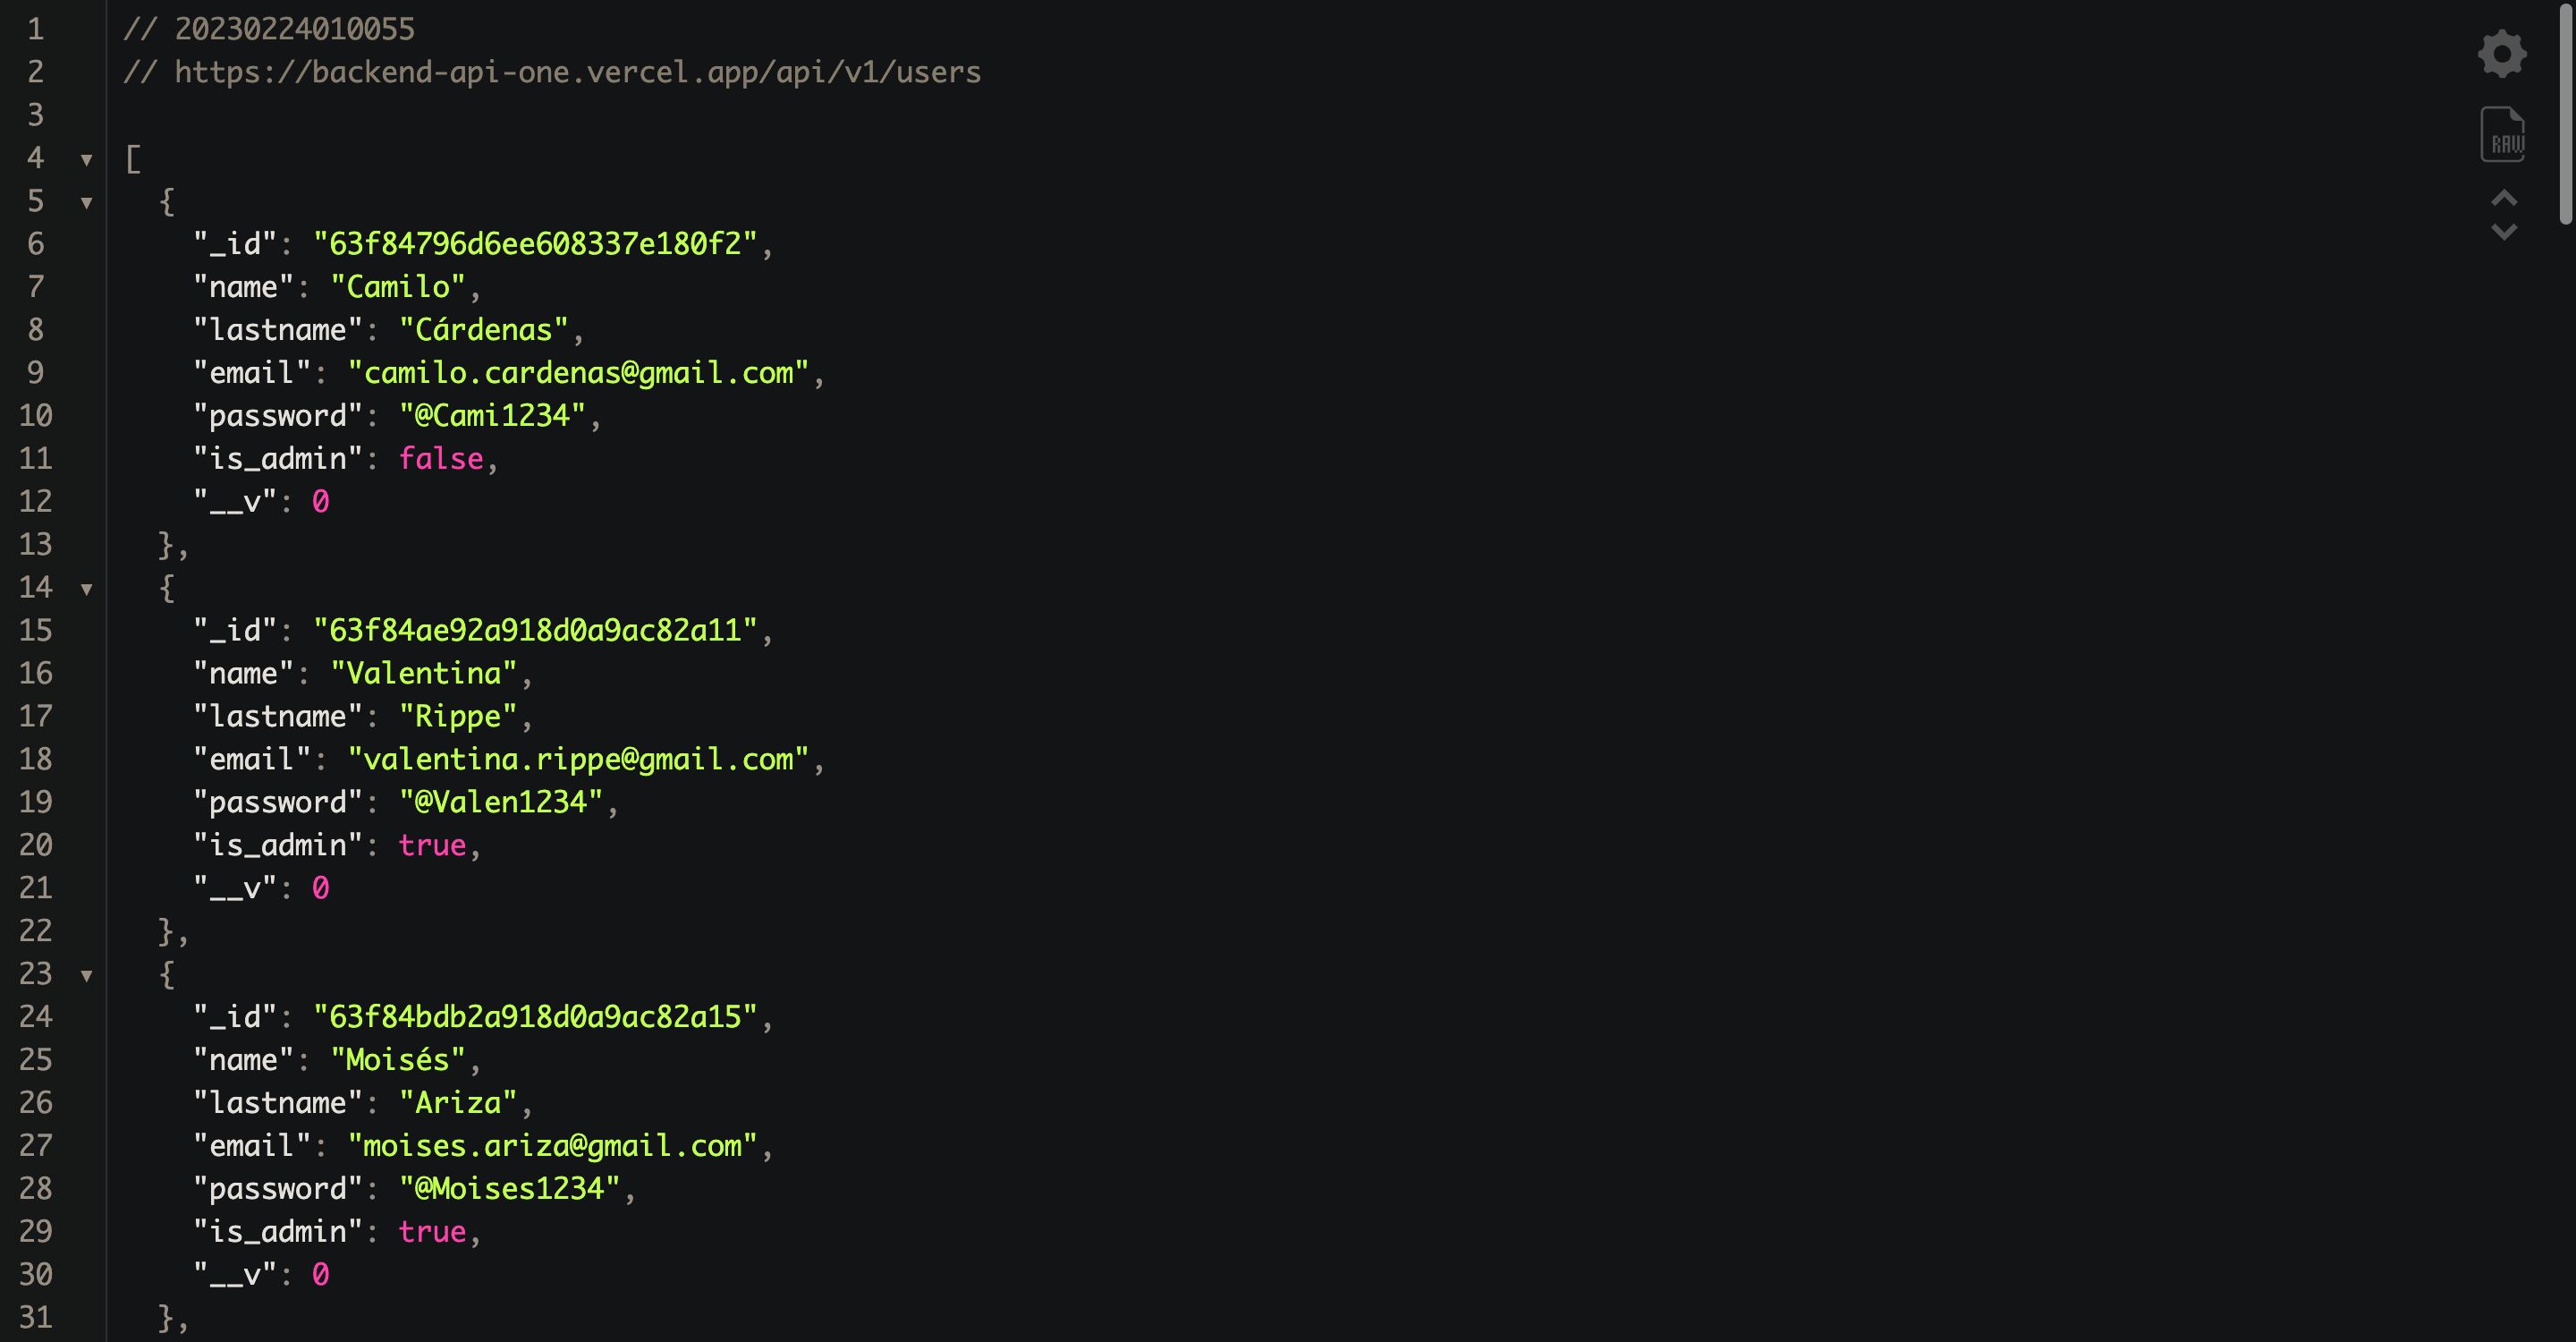 1 // 20230224010055
2 // https://backend-api-one.vercel.app/api/v1/users
3
4 ▼ [
5 ▼ {
6 "_id": "63f84796d6ee608337e180f2",
7 "name": "Camilo",
8 "lastname": "Cárdenas",
9 "email": "camilo.cardenas@gmail.com",
10 "password": "@Cami1234",
11 "is_admin": false,
12 "__v": 0
13 },
14 ▼ {
15 "_id": "63f84ae92a918d0a9ac82a11",
16 "name": "Valentina",
17 "lastname": "Rippe",
18 "email": "valentina.rippe@gmail.com",
19 "password": "@Valen1234",
20 "is_admin": true,
21 "__v": 0
22 },
23 ▼ {
24 "_id": "63f84bdb2a918d0a9ac82a15",
25 "name": "Moisés",
26 "lastname": "Ariza",
27 "email": "moises.ariza@gmail.com",
28 "password": "@Moises1234",
29 "is_admin": true,
30 "__v": 0
31 },
RAW